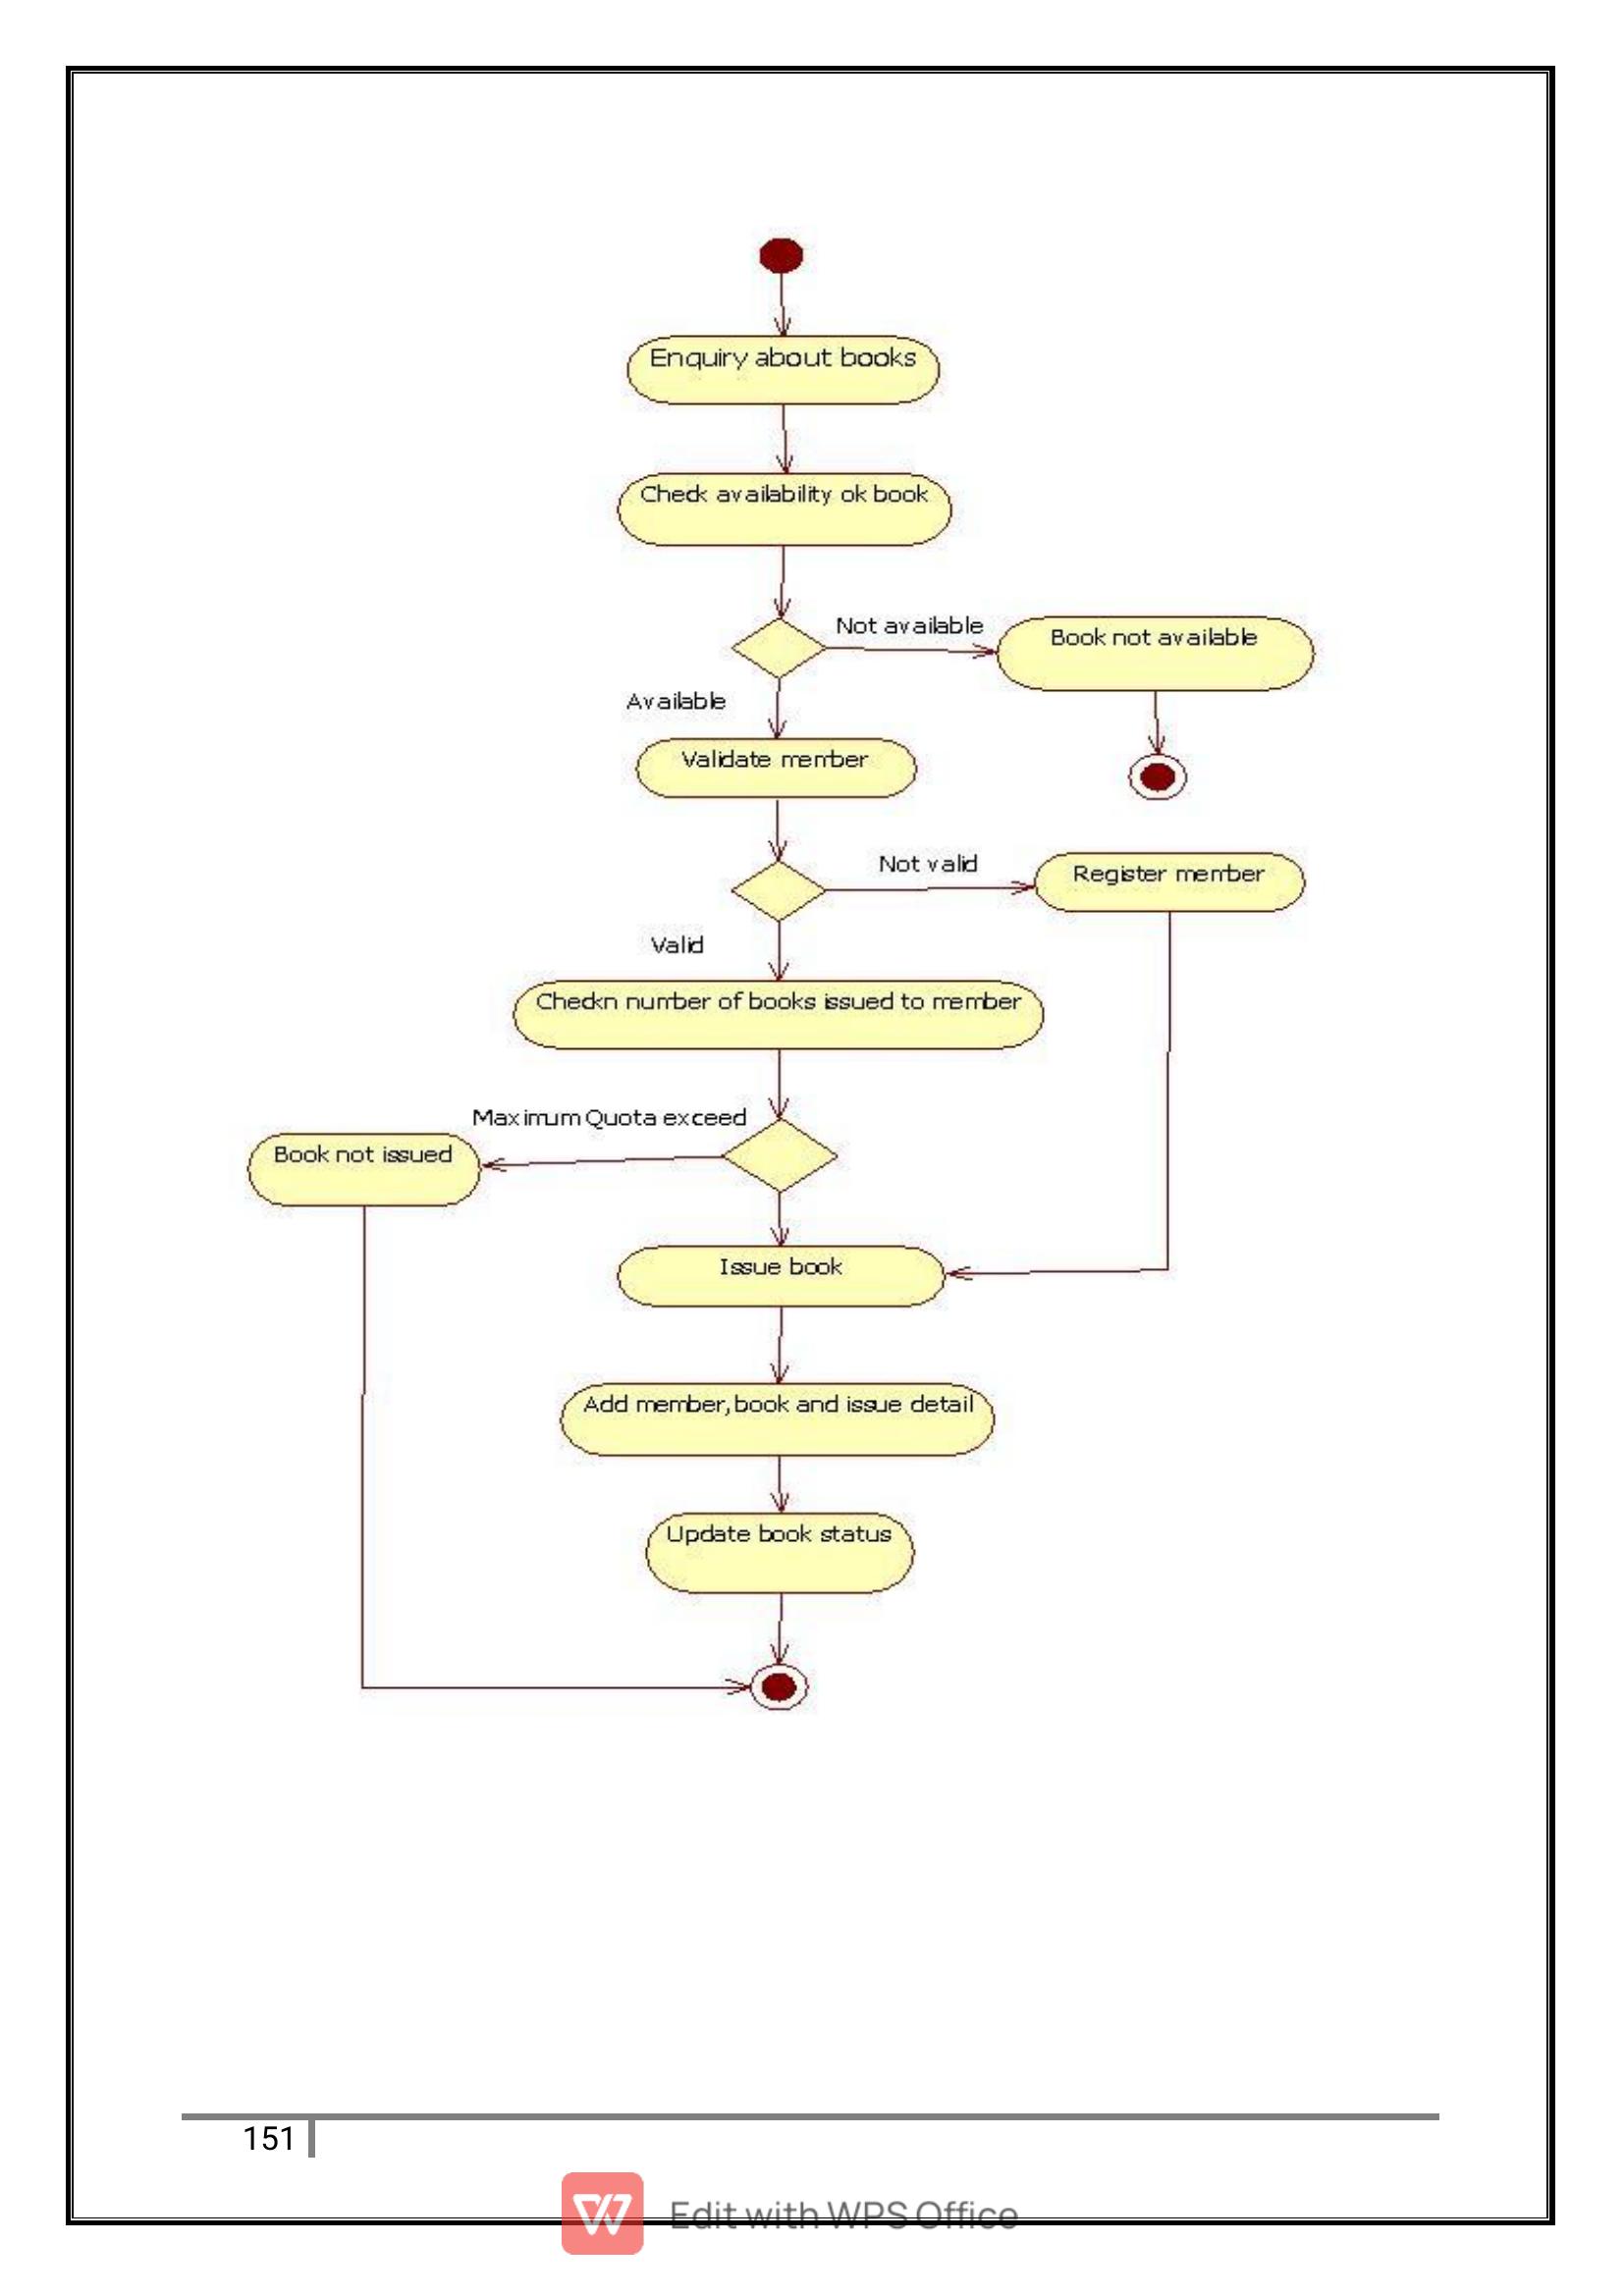 Enquiry about books
Check availability ok book
Not available
Book not available
Available
Validate member
Not valid
Register member
Valid
Checkn number of books issued to member
Maximum Quota exceed
Book not issued
Issue book
Add member,book and issue detail
Update book status
151
Edit with WPS Office